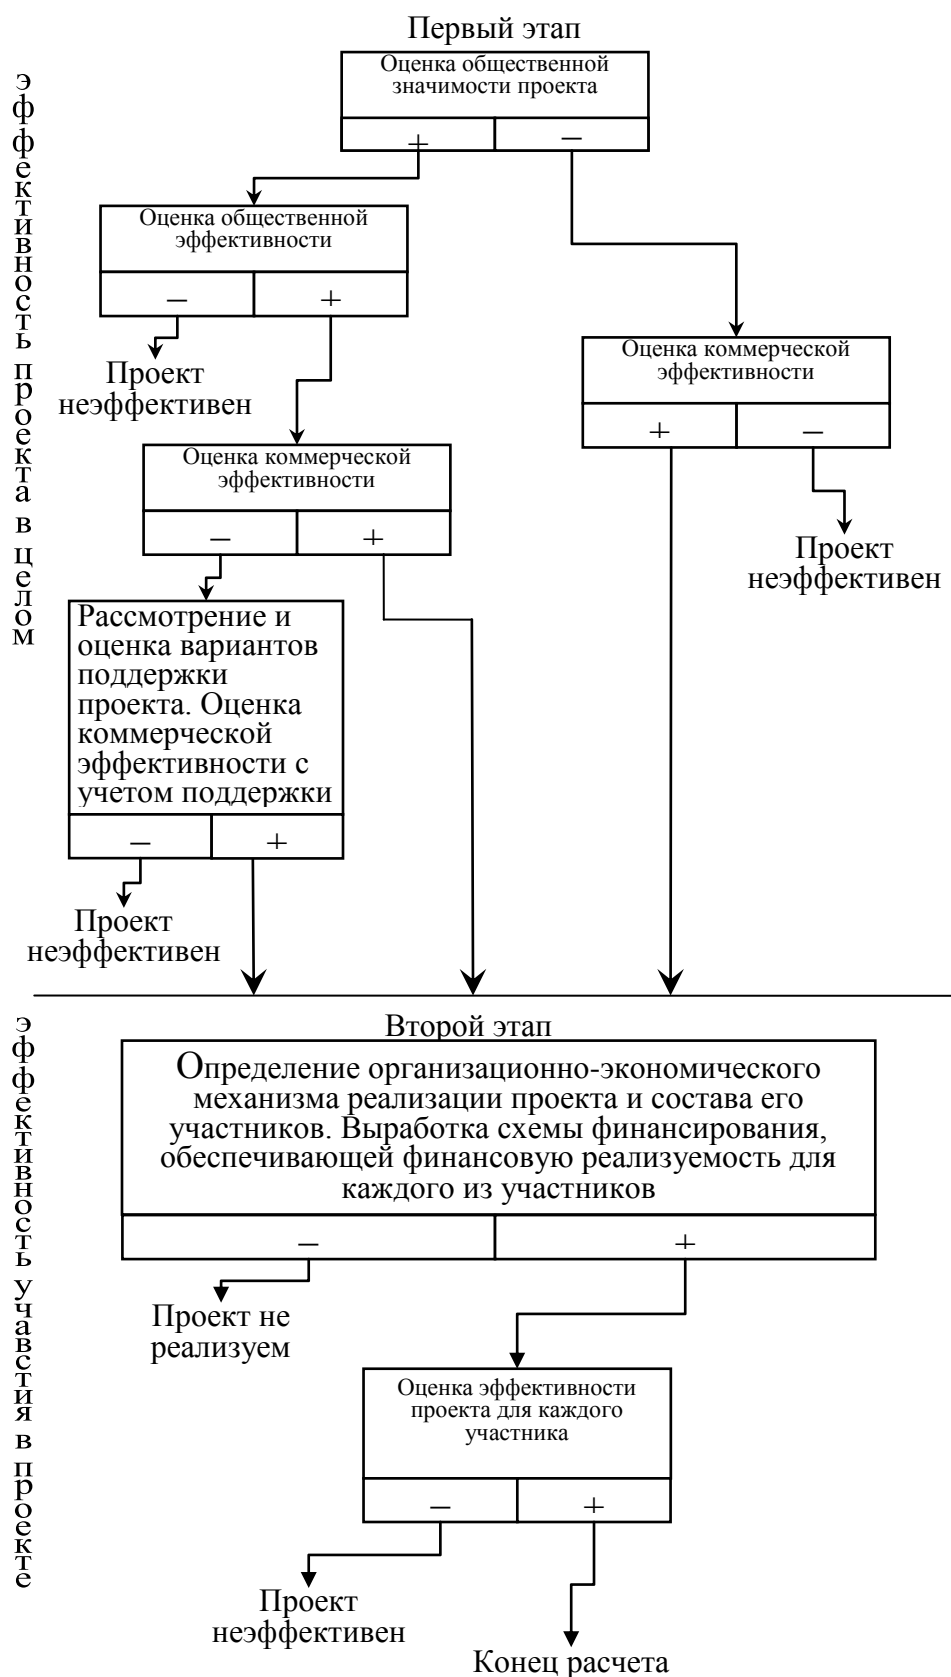 Первый этап
Оценка общественной
значимости проекта
+ –
Оценка общественной
эффективности
– +
Проект
неэффективен
Оценка коммерческой
эффективности
+ –
Проект
неэффективен
Оценка коммерческой
эффективности
– +
Рассмотрение и
оценка вариантов
поддержки
проекта. Оценка
коммерческой
эффективности с
учетом поддержки
– +
Проект
неэффективен
эффективность проекта в целом
Второй этап
Определение организационно-экономического
механизма реализации проекта и состава его
участников. Выработка схемы финансирования,
обеспечивающей финансовую реализуемость для
каждого из участников
– +
Проект не
реализуем
Оценка эффективности
проекта для каждого
участника
– +
Проект
неэффективен
Конец расчета
эффективность учавстия в проекте